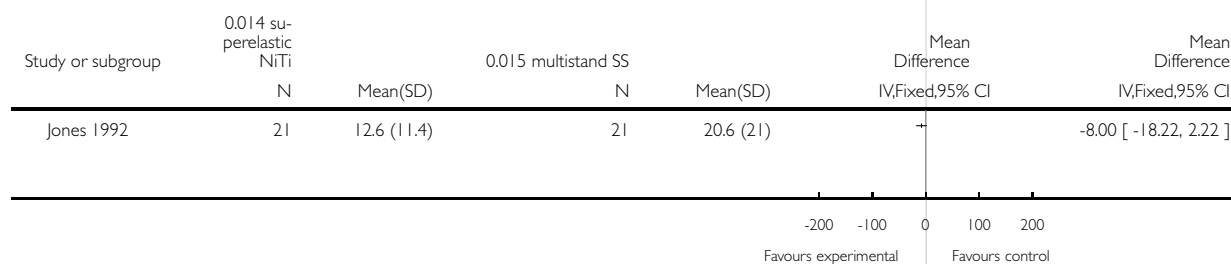 0.014 su-
perelastic
Mean Mean
Study or subgroup NiTi 0.015 multistand SS Difference Difference
N Mean(SD) N Mean(SD) IV,Fixed,95% CI IV,Fixed,95% CI
Jones 1992 21 12.6 (11.4) 21 20.6 (21) -8.00 [ -18.22, 2.22 ]
-200 -100 0 100 200
Favours experimental Favours control